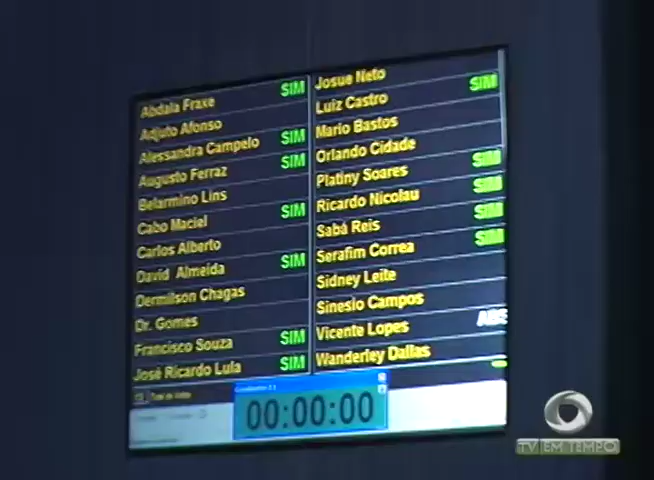 Abdala Fraxe SIM
Adjuto Afonso
Alessandra Campelo SIM
Augusto Ferraz SIM
Belarmino Lins
Cabo Maciel SIM
Carlos Alberto
David Almeida SIM
Dermilson Chagas
Dr. Gomes
Francisco Souza SIM
José Ricardo Lula SIM
Josue Neto
Luiz Castro SIM
Mario Bastos
Orlando Cidade
Platiny Soares SIM
Ricardo Nicolau SIM
Sabá Reis SIM
Serafim Correa SIM
Sidney Leite
Sinesio Campos
Vicente Lopes ABS
Wanderley Dallas
00:00:00
TV EM TEMPO